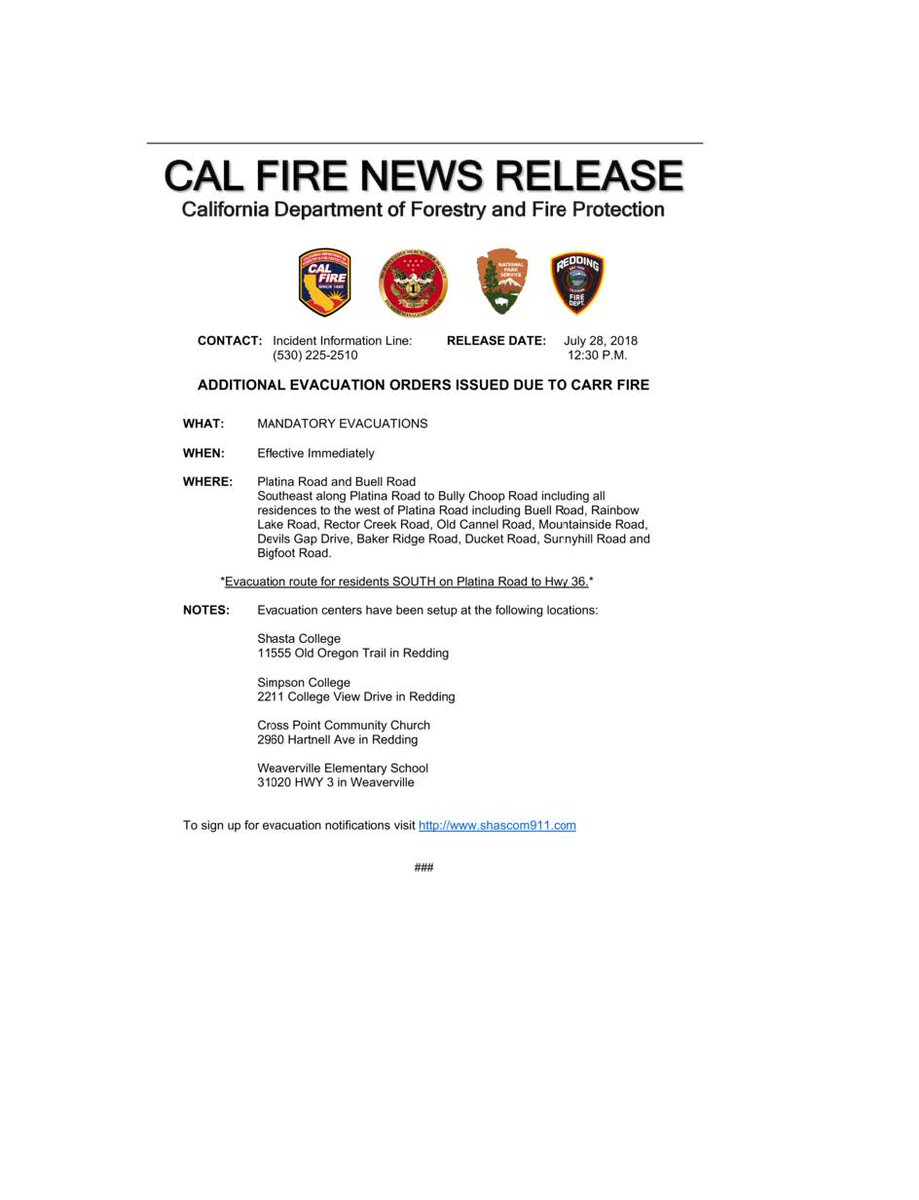 CAL FIRE NEWS RELEASE
California Department of Forestry and Fire Protection
CAL
FIRE
SINCE 1885
NATIONAL
PARK
SERVICE
REDDING
FIRE
DEPT.
CONTACT: Incident Information Line: RELEASE DATE: July 28, 2018
(530) 225-2510 12:30 P.M.
ADDITIONAL EVACUATION ORDERS ISSUED DUE TO CARR FIRE
WHAT: MANDATORY EVACUATIONS
WHEN: Effective Immediately
WHERE: Platina Road and Buell Road
Southeast along Platina Road to Bully Choop Road including all
residences to the west of Platina Road including Buell Road, Rainbow
Lake Road, Rector Creek Road, Old Cannel Road, Mountainside Road,
Devils Gap Drive, Baker Ridge Road, Ducket Road, Sunnyhill Road and
Bigfoot Road.
*Evacuation route for residents SOUTH on Platina Road to Hwy 36.*
NOTES: Evacuation centers have been setup at the following locations:
Shasta College
11555 Old Oregon Trail in Redding
Simpson College
2211 College View Drive in Redding
Cross Point Community Church
2960 Hartnell Ave in Redding
Weaverville Elementary School
31020 HWY 3 in Weaverville
To sign up for evacuation notifications visit http://www.shascom911.com
###